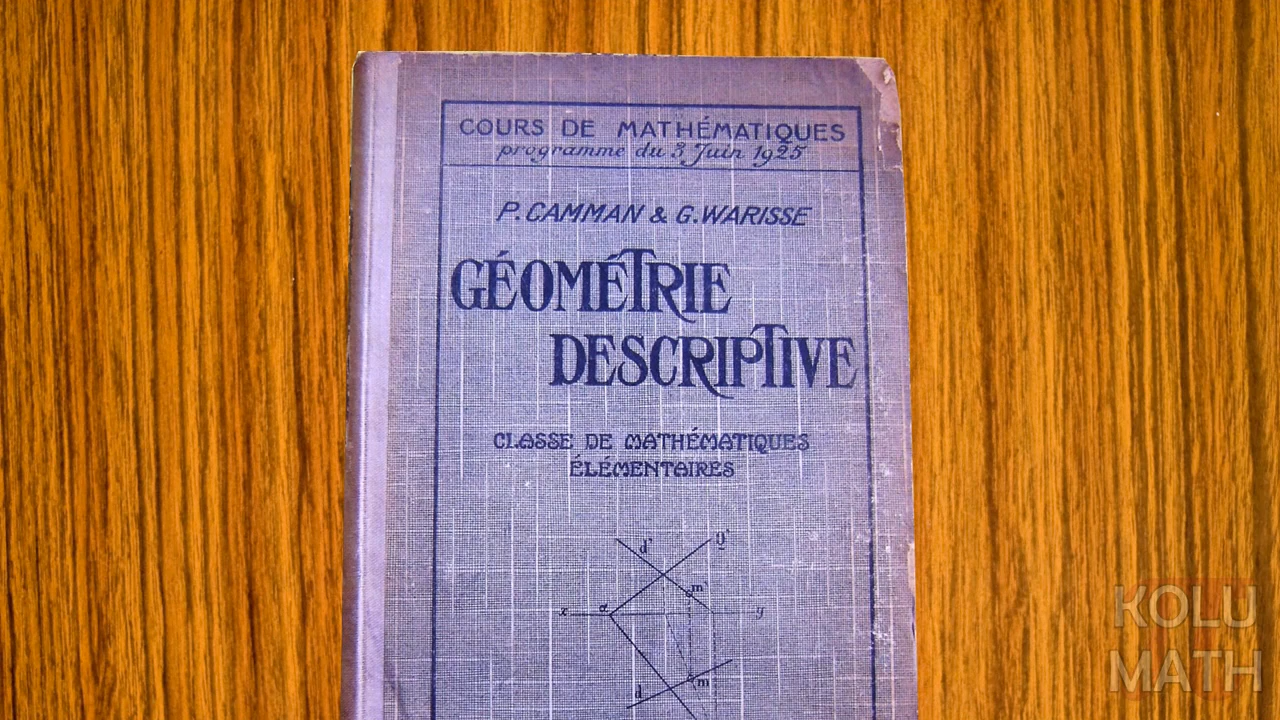 COURS DE MATHÉMATIQUES
programme du 3 Juin 1925
P. CAMMAN & G. WARISSE
GÉOMÉTRIE
DESCRIPTIVE
CLASSE DE MATHÉMATIQUES
ÉLÉMENTAIRES
d' Q'
m'
x α y
m
d
KOLU
MATH